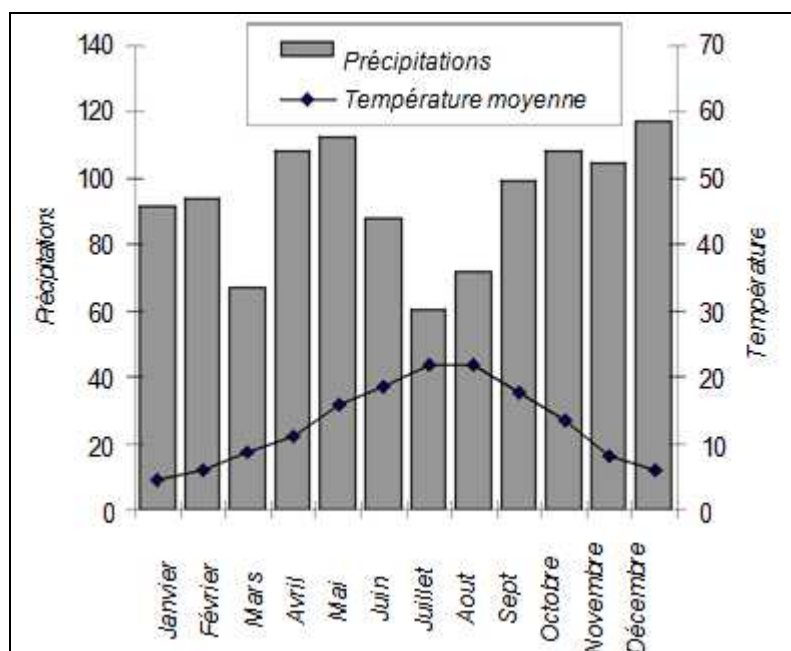 Précipitations
Température moyenne
140
120
100
80
60
40
20
0
Précipitations
70
60
50
40
30
20
10
0
Température
Janvier
Février
Mars
Avril
Mai
Juin
Juillet
Aout
Sept
Octobre
Novembre
Décembre